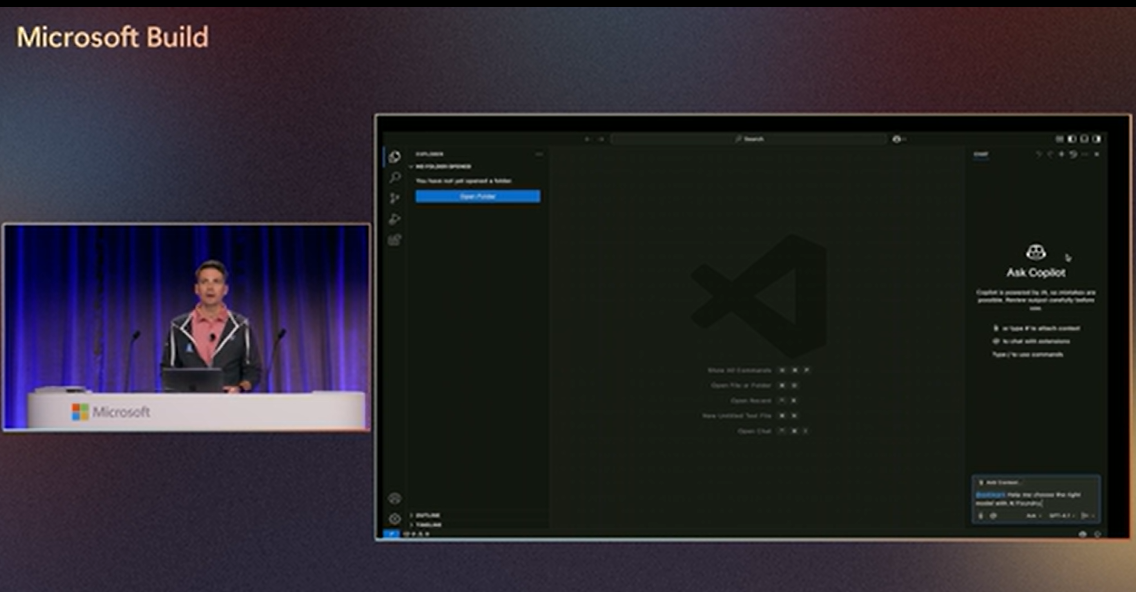 Microsoft Build
Search
EXPLORER
NO FOLDER OPENED
You have not yet opened a folder.
Open Folder
CHAT
Ask Copilot
Copilot is powered by AI, so mistakes are
possible. Review output carefully before
use.
or type # to attach context
@ to chat with extensions
Type / to use commands
Show All Commands
Open File or Folder
Open Recent
New Untitled Text File
Open Chat
Microsoft
Add Context...
Help me choose the right
model with
Ask
GPT-4.1
OUTLINE
TIMELINE